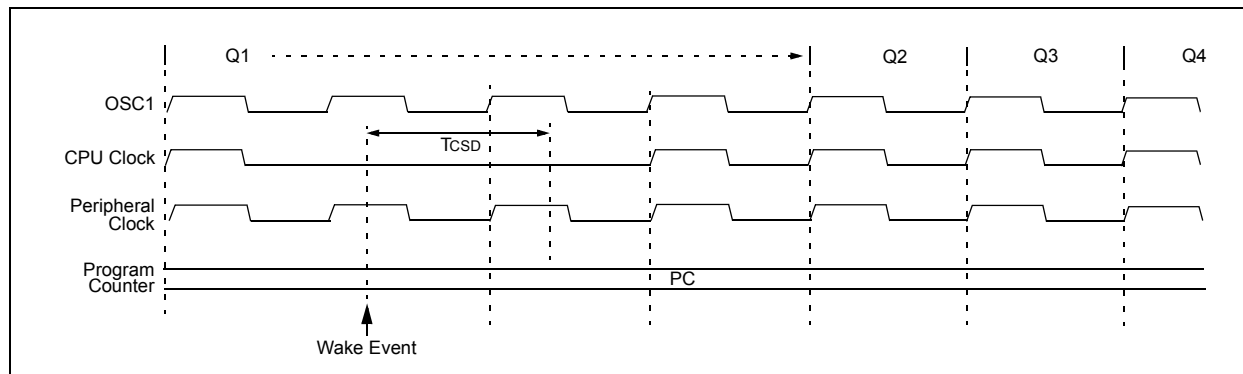 Q1 Q2 Q3 Q4
OSC1
TCSD
CPU Clock
Peripheral
Clock
Program
Counter
PC
Wake Event